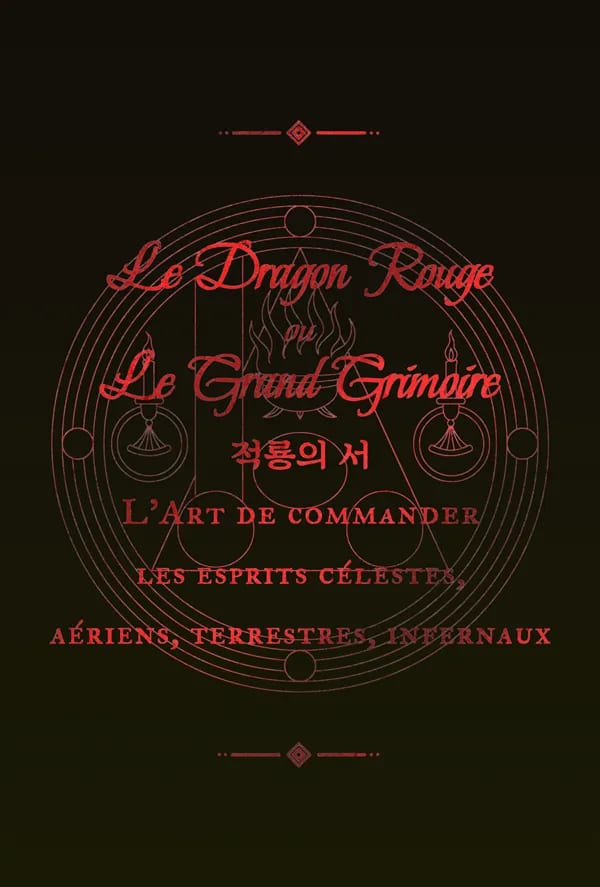 Le Dragon Rouge
ou
Le Grand Grimoire
적룡의 서
L'Art de commander
les esprits célestes,
aériens, terrestres, infernaux